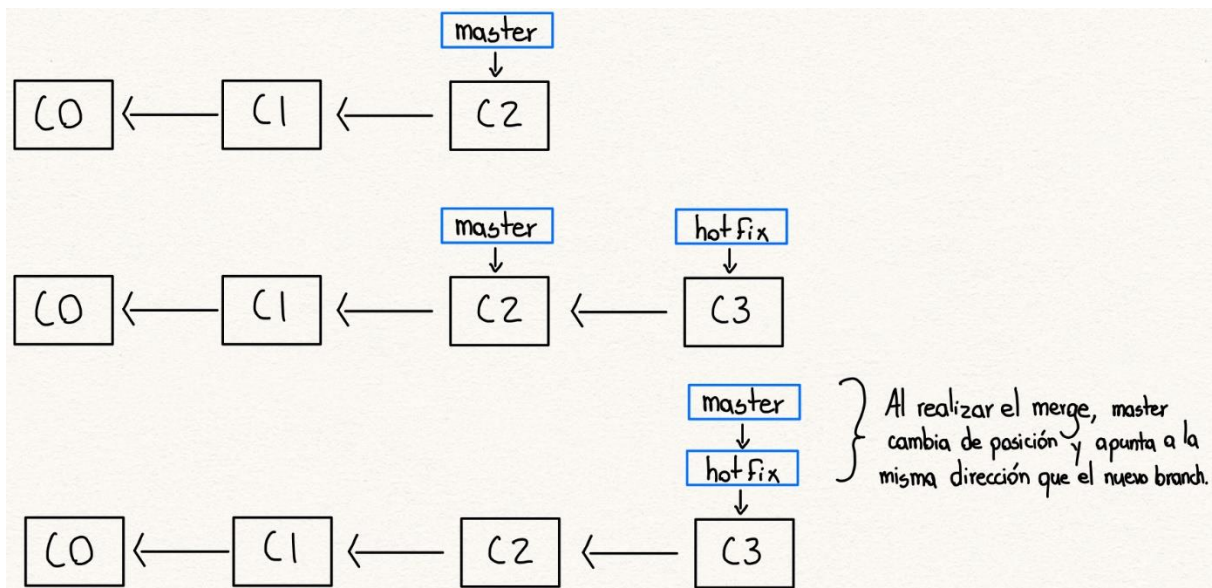 master
C0 C1 C2
master hotfix
C0 C1 C2 C3
master
hotfix
Al realizar el merge, master
cambia de posición y apunta a la
misma dirección que el nuevo branch.
C0 C1 C2 C3